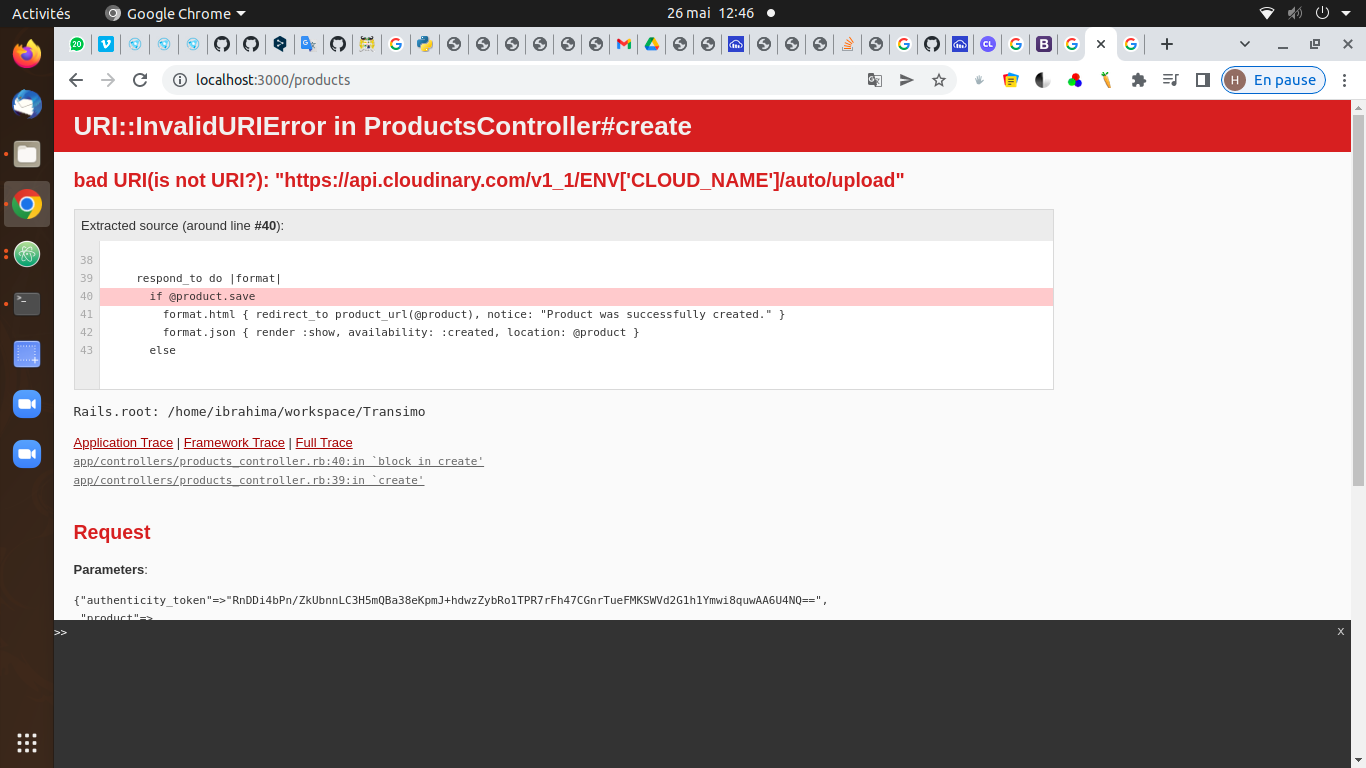 Activités
Google Chrome
26 mai 12:46
20
CL
B
localhost:3000/products
H
En pause
URI::InvalidURIError in ProductsController#create
bad URI(is not URI?): "https://api.cloudinary.com/v1_1/ENV['CLOUD_NAME']/auto/upload"
Extracted source (around line #40):
38
39 respond_to do |format|
40 if @product.save
41 format.html { redirect_to product_url(@product), notice: "Product was successfully created." }
42 format.json { render :show, availability: :created, location: @product }
43 else
Rails.root: /home/ibrahima/workspace/Transimo
Application Trace | Framework Trace | Full Trace
app/controllers/products_controller.rb:40:in `block in create'
app/controllers/products_controller.rb:39:in `create'
Request
Parameters:
{"authenticity_token"=>"RnDDi4bPn/ZkUbnnLC3H5mQBa38eKpmJ+hdwzZybRo1TPR7rFh47CGnrTueFMKSWVd2G1h1Ymwi8quwAA6U4NQ==",
"product"=>
>>
x